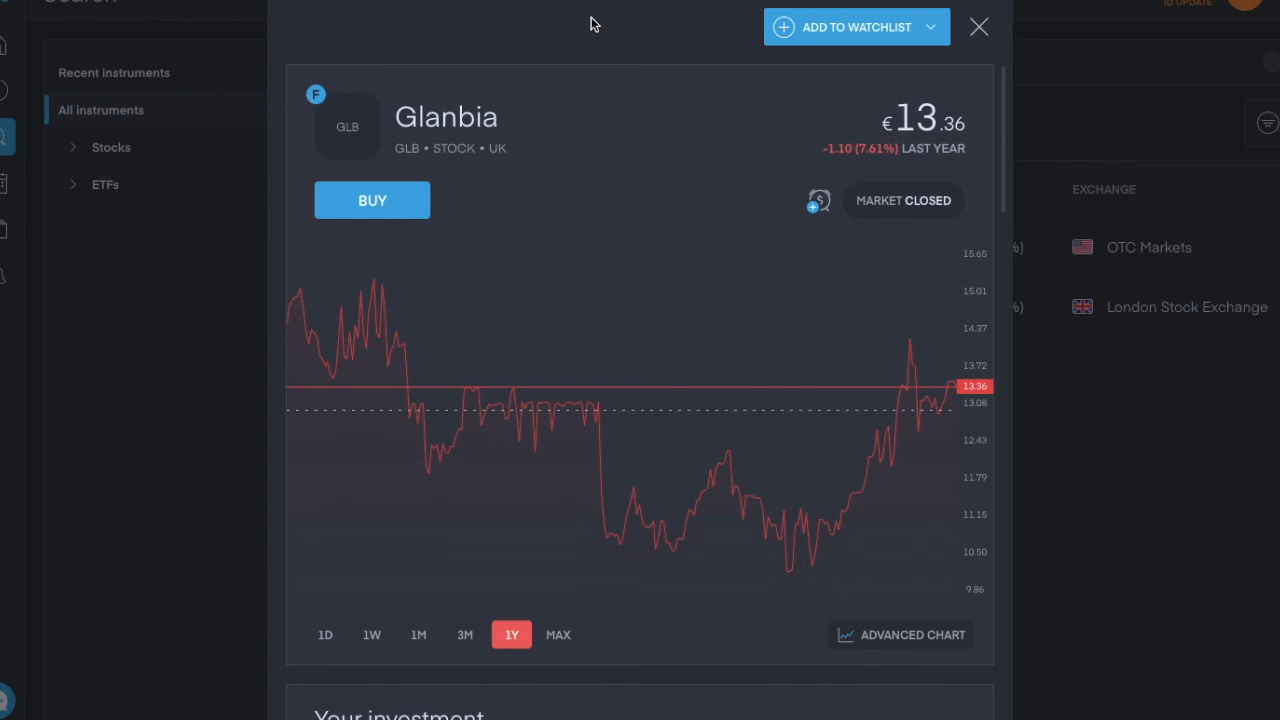 ID UPDATE
ADD TO WATCHLIST
Recent instruments
All instruments
Stocks
ETFs
F
GLB
Glanbia
GLB • STOCK • UK
€13.36
-1.10 (7.61%) LAST YEAR
BUY
MARKET CLOSED
15.65
15.01
14.37
13.72
13.36
13.08
12.43
11.79
11.15
10.50
9.86
1D 1W 1M 3M 1Y MAX
ADVANCED CHART
Your investment
EXCHANGE
%) OTC Markets
%) London Stock Exchange